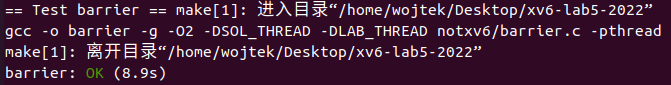 == Test barrier == make[1]: 进入目录“/home/wojtek/Desktop/xv6-lab5-2022”
gcc -o barrier -g -O2 -DSOL_THREAD -DLAB_THREAD notxv6/barrier.c -pthread
make[1]: 离开目录“/home/wojtek/Desktop/xv6-lab5-2022”
barrier: OK (8.9s)